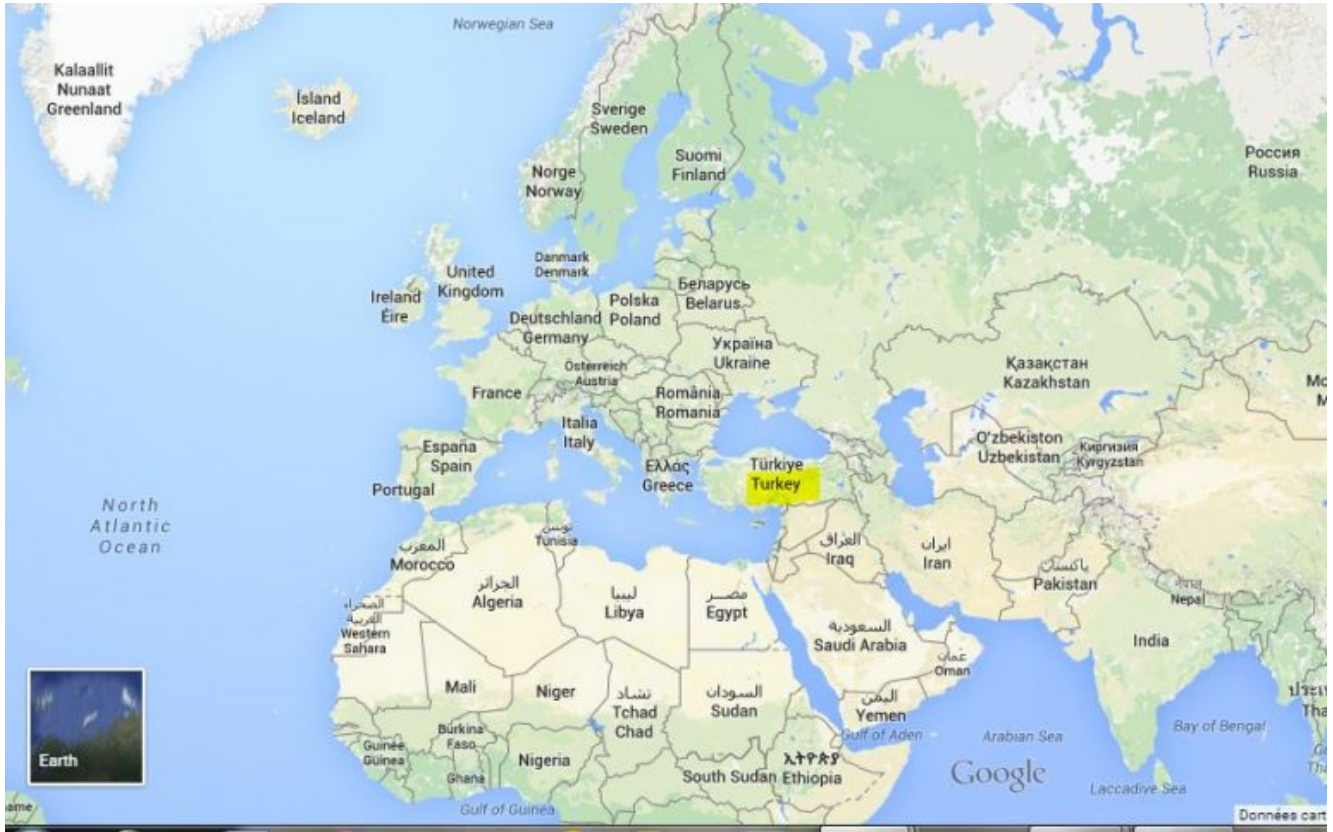 Norwegian Sea
Kalaallit
Nunaat
Greenland
Ísland
Iceland
Sverige
Sweden
Suomi
Finland
Norge
Norway
Россия
Russia
Danmark
Denmark
United
Kingdom
Ireland
Éire
Беларусь
Belarus
Polska
Poland
Deutschland
Germany
Україна
Ukraine
Österreich
Austria
Қазақстан
Kazakhstan
France
România
Romania
Italia
Italy
O'zbekiston
Uzbekistan
Киргизия
Kyrgyzstan
España
Spain
Portugal
Ελλάς
Greece
Türkiye
Turkey
North
Atlantic
Ocean
تونس
Tunisia
المغرب
Morocco
العراق
Iraq
ایران
Iran
پاکستان
Pakistan
नेपाल
Nepal
الجزائر
Algeria
ليبيا
Libya
مصر
Egypt
الصحراء
الغربية
Western
Sahara
السعودية
Saudi Arabia
عمان
Oman
India
Mali
Niger
تشاد
Tchad
Chad
السودان
Sudan
اليمن
Yemen
Gulf of Aden
Arabian Sea
Bay of Bengal
Burkina
Faso
Guinée
Guinea
Ghana
Nigeria
South Sudan
ኢትዮጵያ
Ethiopia
Laccadive Sea
Gulf of Guinea
Earth
Google
Données cart